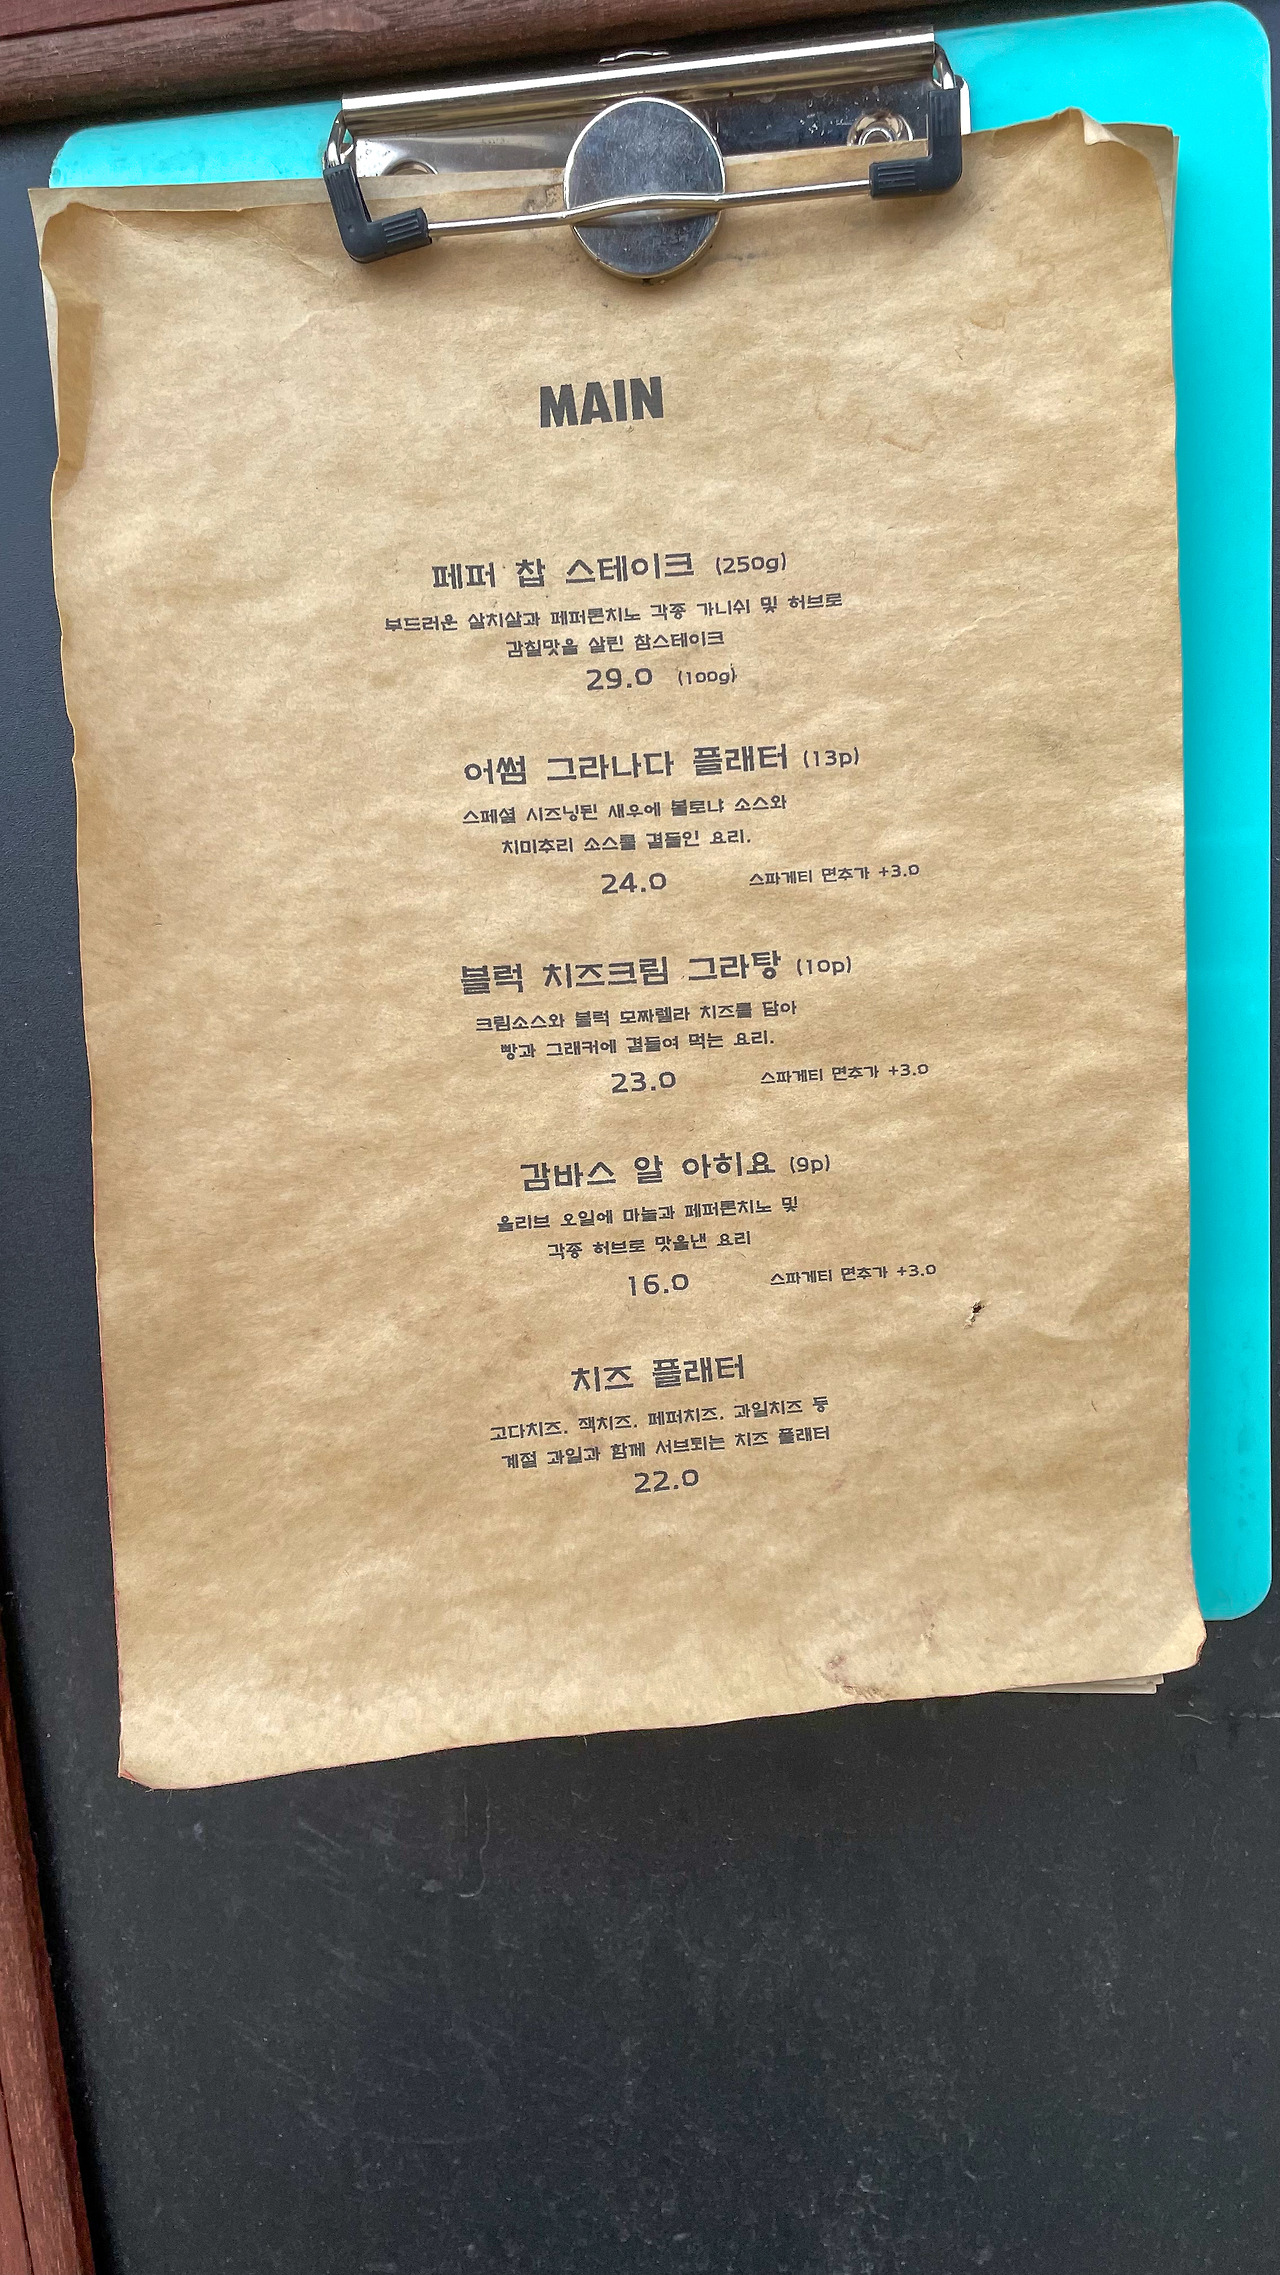 MAIN
페퍼 찹 스테이크 (250g)
부드러운 살치살과 페퍼론치노 각종 가니쉬 및 허브로
감칠맛을 살린 찹스테이크
29.0 (100g)
어썸 그라나다 플래터 (13p)
스페셜 시즈닝된 새우에 볼로냐 소스와
치미추리 소스를 곁들인 요리.
24.0 스파게티 면추가 +3.0
블럭 치즈크림 그라탕 (10p)
크림소스와 블럭 모짜렐라 치즈를 담아
빵과 그래커에 곁들여 먹는 요리.
23.0 스파게티 면추가 +3.0
감바스 알 아히요 (9p)
올리브 오일에 마늘과 페퍼론치노 및
각종 허브로 맛을낸 요리
16.0 스파게티 면추가 +3.0
치즈 플래터
고다치즈, 잭치즈, 페퍼치즈, 과일치즈 등
계절 과일과 함께 서브되는 치즈 플래터
22.0